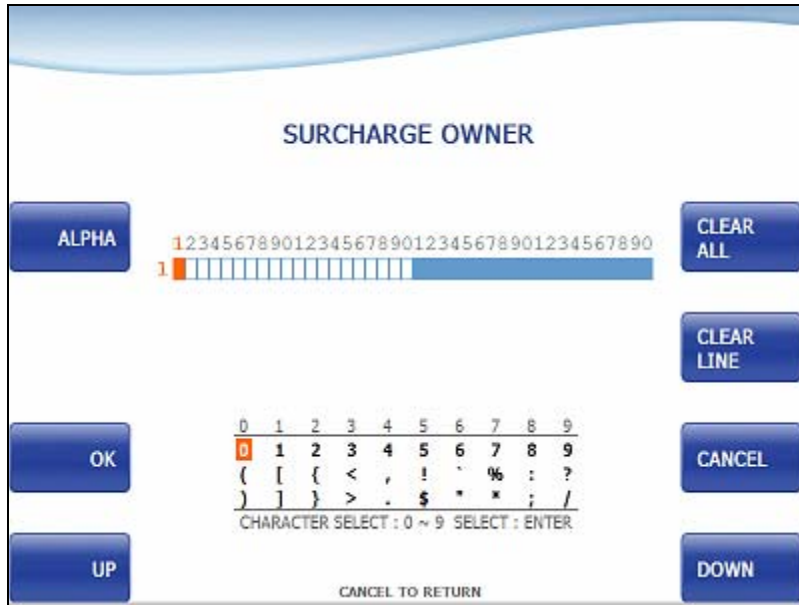 SURCHARGE OWNER
ALPHA
1234567890123456789012345678901234567890
CLEAR
ALL
1
CLEAR
LINE
0 1 2 3 4 5 6 7 8 9
0 1 2 3 4 5 6 7 8 9
( [ { < , ! ` % : ?
) ] } > . $ " * ; /
CHARACTER SELECT : 0 ~ 9 SELECT : ENTER
OK
CANCEL
UP
DOWN
CANCEL TO RETURN